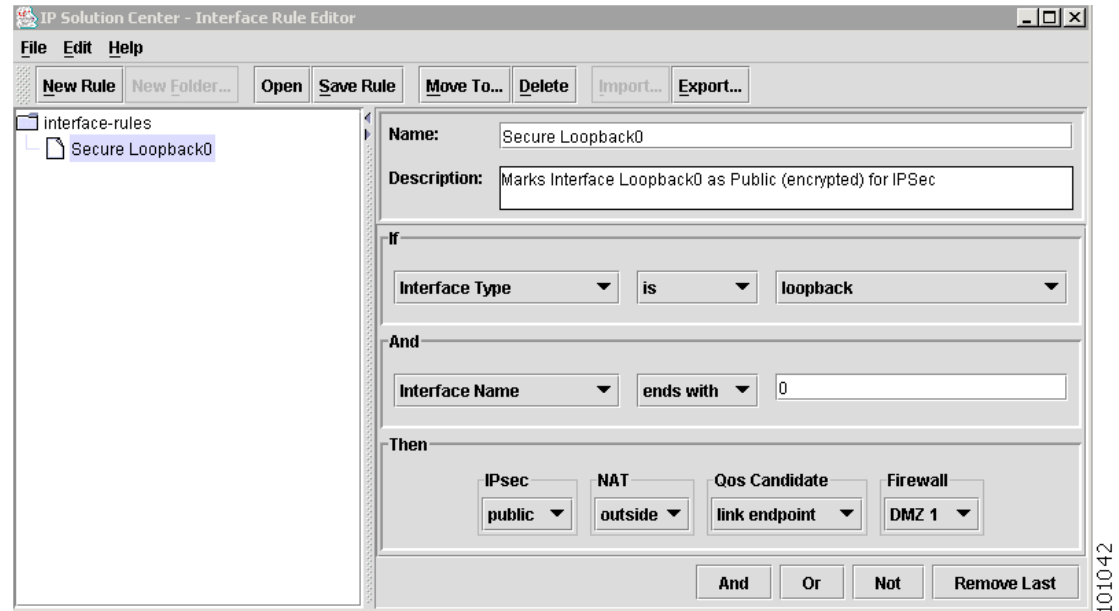 IP Solution Center - Interface Rule Editor
File Edit Help
New Rule New Folder... Open Save Rule Move To... Delete Import... Export...
interface-rules
Secure Loopback0
Name: Secure Loopback0
Description: Marks Interface Loopback0 as Public (encrypted) for IPSec
If
Interface Type is loopback
And
Interface Name ends with 0
Then
IPsec NAT Qos Candidate Firewall
public outside link endpoint DMZ 1
And Or Not Remove Last
101042